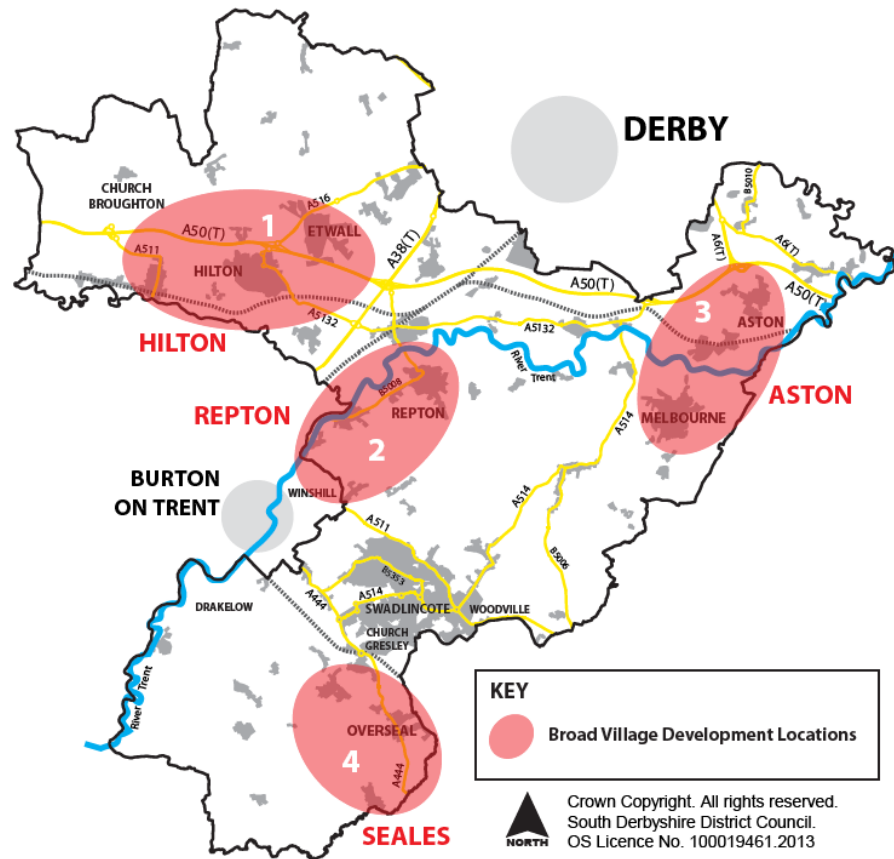 DERBY
B5010
CHURCH
BROUGHTON
A516
1
ETWALL
A50(T)
A38(T)
A6(T)
A6(T)
A511
HILTON
A50(T)
A50(T)
3
ASTON
A5132
A5132
HILTON
River
Trent
B5008
REPTON
REPTON
ASTON
MELBOURNE
A514
2
BURTON
ON TRENT
WINSHILL
A514
A511
B5006
B5353
A444
A514
DRAKELOW
SWADLINCOTE
WOODVILLE
CHURCH
GRESLEY
River Trent
KEY
Broad Village Development Locations
OVERSEAL
4
A444
SEALES
NORTH
Crown Copyright. All rights reserved.
South Derbyshire District Council.
OS Licence No. 100019461.2013